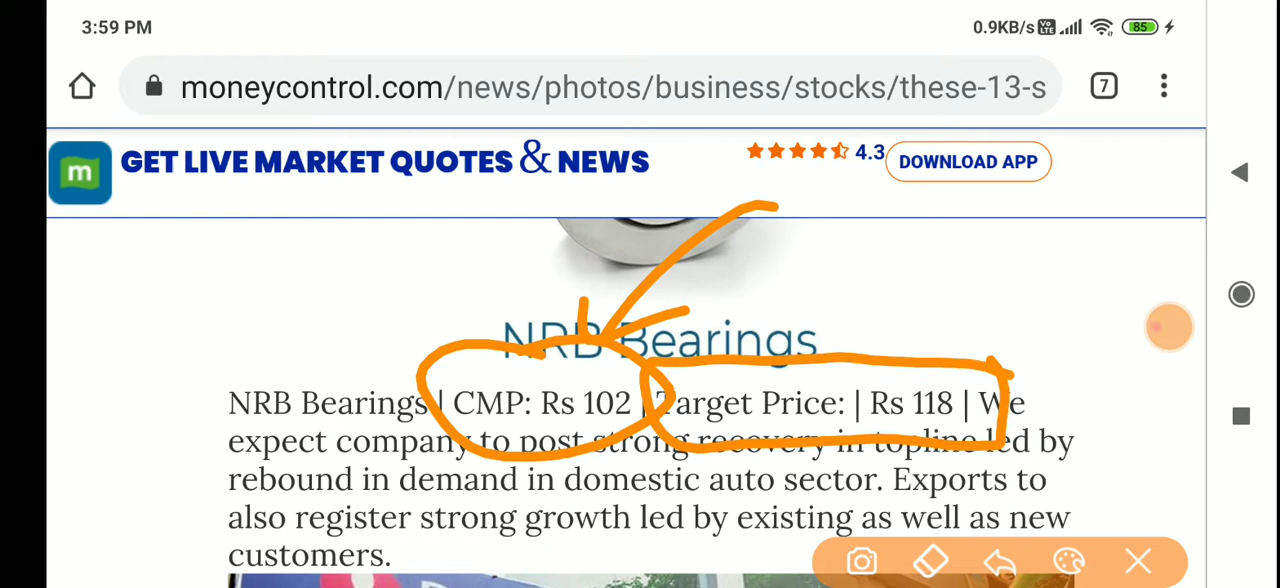 3:59 PM
0.9KB/s Vo LTE 85
moneycontrol.com/news/photos/business/stocks/these-13-s
7
m GET LIVE MARKET QUOTES & NEWS
4.3 DOWNLOAD APP
NRB Bearings
NRB Bearings | CMP: Rs 102 | Target Price: | Rs 118 | We
expect company to post strong recovery in topline led by
rebound in demand in domestic auto sector. Exports to
also register strong growth led by existing as well as new
customers.